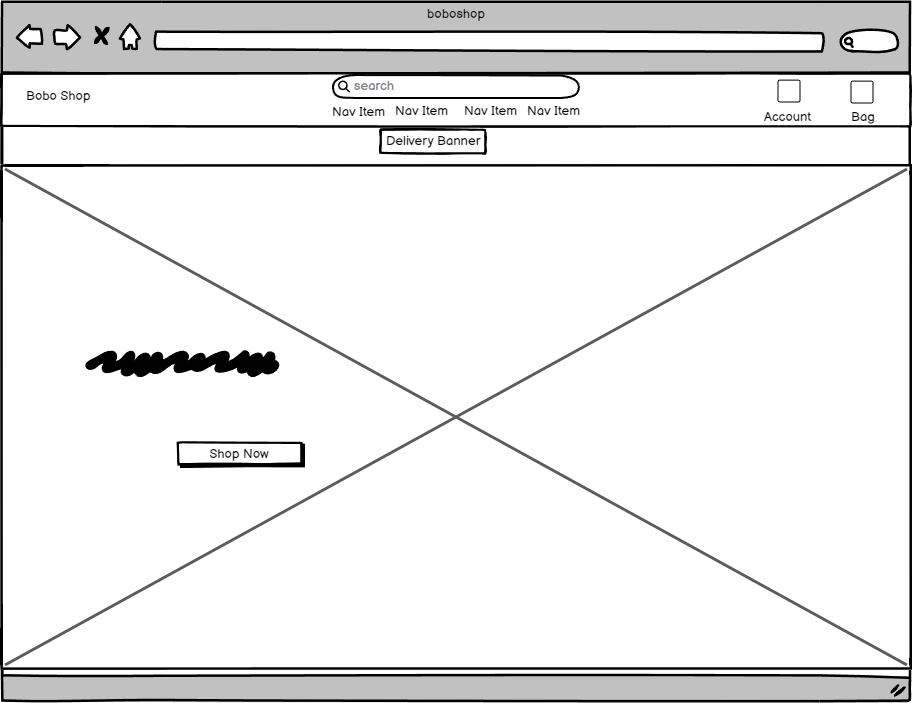 boboshop
search
Bobo Shop
Nav Item Nav Item Nav Item Nav Item
Account Bag
Delivery Banner
Shop Now